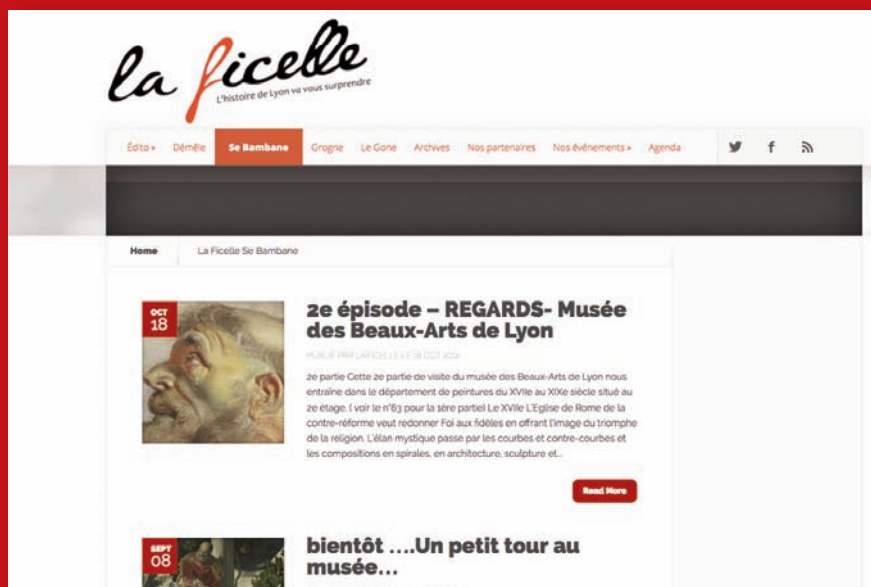 la ficelle
L'histoire de Lyon va vous surprendre
Édito » Démêle Se Bambane Grogne Le Gone Archives Nos partenaires Nos événements » Agenda
Home La Ficelle Se Bambane
OCT
18
2e épisode – REGARDS- Musée
des Beaux-Arts de Lyon
2e partie Cette 2e partie de visite du musée des Beaux-Arts de Lyon nous
entraîne dans le département de peintures du XVIIe au XIXe siècle situé au
2e étage. ( voir le n°63 pour la 1ère partie) Le XVIIe L'Eglise de Rome de la
contre-réforme veut redonner Foi aux fidèles en offrant l'image du triomphe
de la religion. L'élan mystique passe par les courbes et contre-courbes et
les compositions en spirales, en architecture, sculpture et...
Read More
SEPT
08
bientôt ....Un petit tour au
musée...